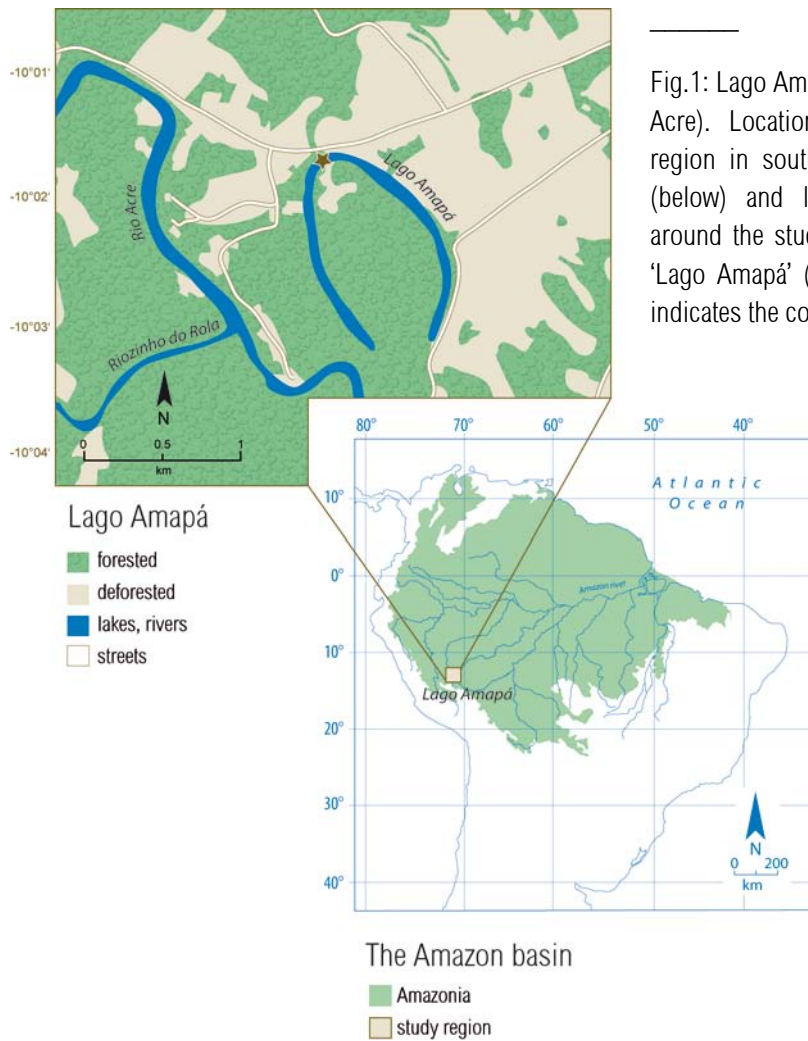 -10°01'
-10°02'
-10°03'
-10°04'
Rio Acre
Lago Amapá
Riozinho do Rola
N
0 0.5 1
km
Fig.1: Lago Am
Acre). Location
region in sout
(below) and l
around the stu
'Lago Amapá' (
indicates the co
Lago Amapá
forested
deforested
lakes, rivers
streets
80° 70° 60° 50° 40°
10°
0°
10°
20°
30°
40°
Atlantic
Ocean
Amazon river
Lago Amapá
N
0 200
km
The Amazon basin
Amazonia
study region